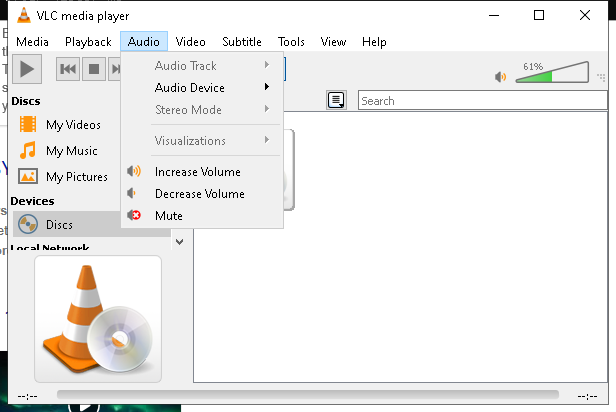 VLC media player
Media Playback Audio Video Subtitle Tools View Help
Audio Track
Audio Device
Stereo Mode
Visualizations
Increase Volume
Decrease Volume
Mute
61%
Search
Discs
My Videos
My Music
My Pictures
Devices
Discs
Local Network
--:--
--:--